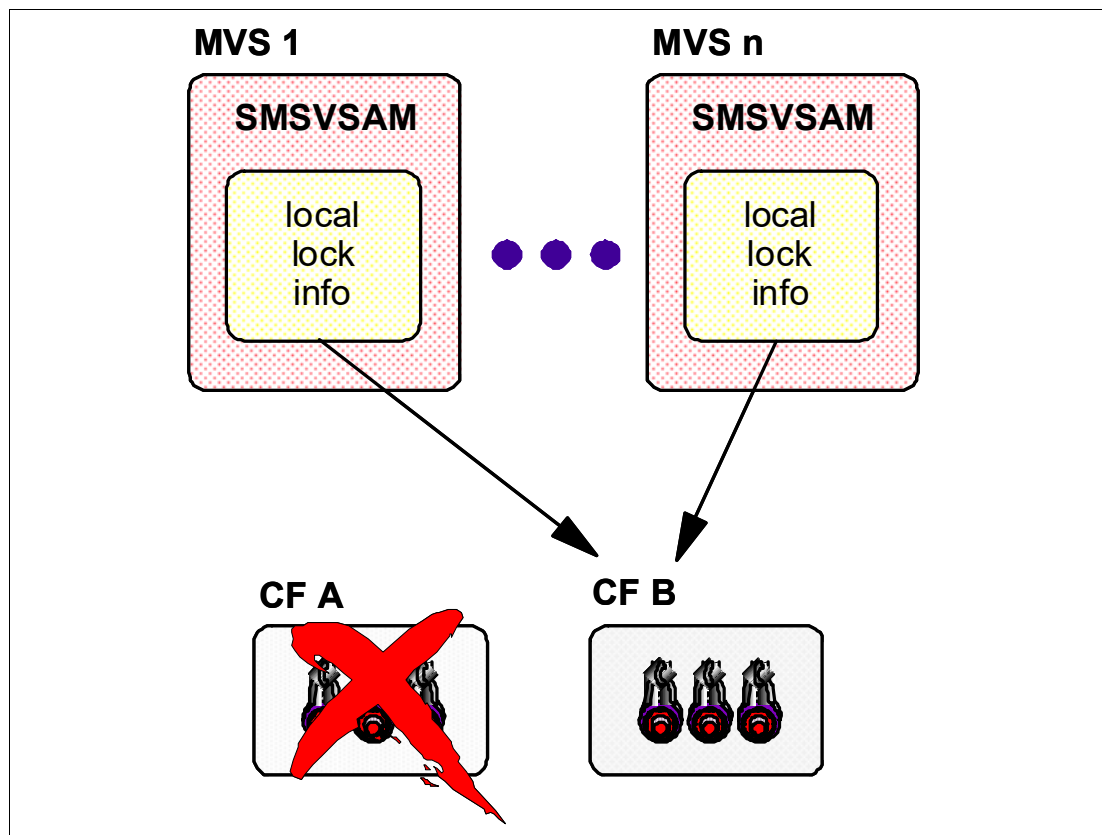 MVS 1
MVS n
SMSVSAM
SMSVSAM
local
lock
info
local
lock
info
CF A
CF B